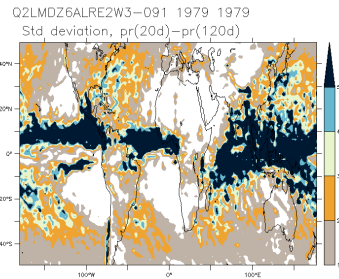 Q2LMDZ6ALRE2W3-091 1979 1979
Std deviation, pr(20d)-pr(120d)
40°N
20°N
0°
20°S
40°S
100°W
0°
100°E
5
4
3
2
1